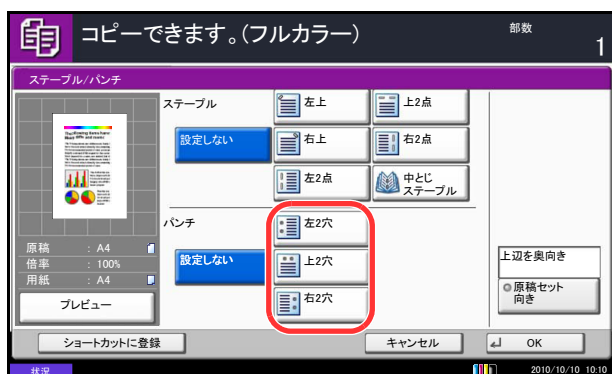 コピーできます。(フルカラー)
部数
1
ステープル/パンチ
ステープル
設定しない
左上
上2点
右上
右2点
左2点
中とじ
ステープル
パンチ
設定しない
左2穴
上2穴
右2穴
原稿 : A4
倍率 : 100%
用紙 : A4
プレビュー
上辺を奥向き
原稿セット
向き
ショートカットに登録
キャンセル
OK
状況
2010/10/10 10:10